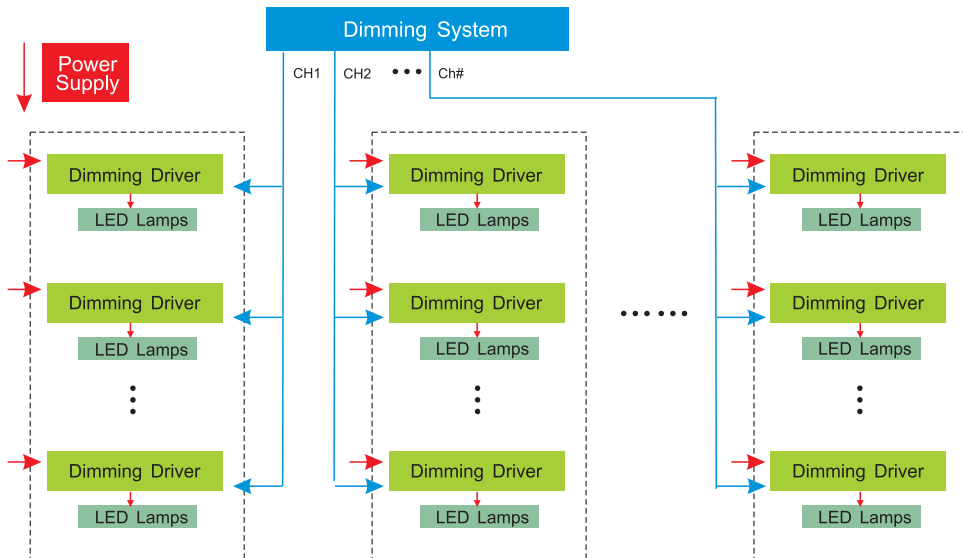 Dimming System
Power
Supply
CH1 CH2 ••• Ch#
Dimming Driver Dimming Driver Dimming Driver
LED Lamps LED Lamps LED Lamps
Dimming Driver Dimming Driver •••••• Dimming Driver
LED Lamps LED Lamps LED Lamps
Dimming Driver Dimming Driver Dimming Driver
LED Lamps LED Lamps LED Lamps